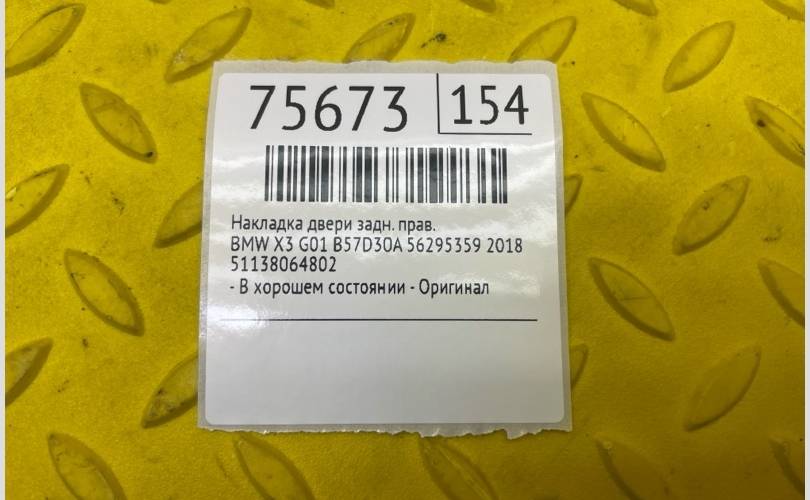 75673 154
Накладка двери задн. прав.
BMW X3 G01 B57D30A 56295359 2018
51138064802
- В хорошем состоянии - Оригинал